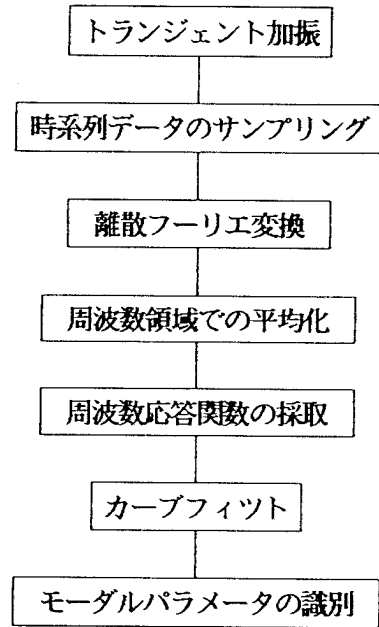 トランジェント加振
時系列データのサンプリング
離散フーリエ変換
周波数領域での平均化
周波数応答関数の採取
カーブフィツト
モーダルパラメータの識別